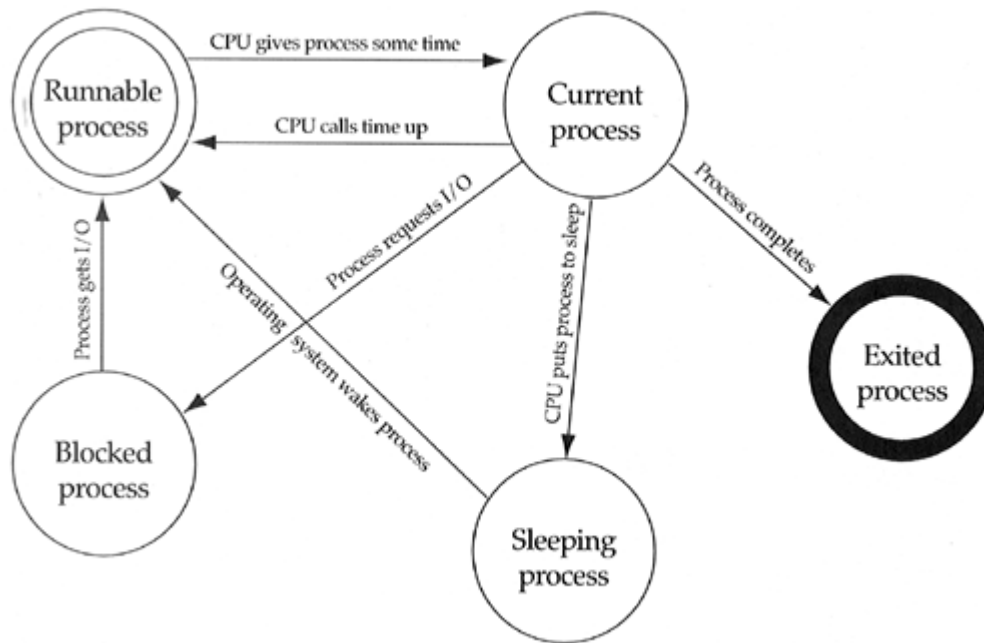 CPU gives process some time
Runnable
process
Current
process
CPU calls time up
Process requests I/O
Process completes
Process gets I/O
Operating system wakes process
CPU puts process to sleep
Exited
process
Blocked
process
Sleeping
process